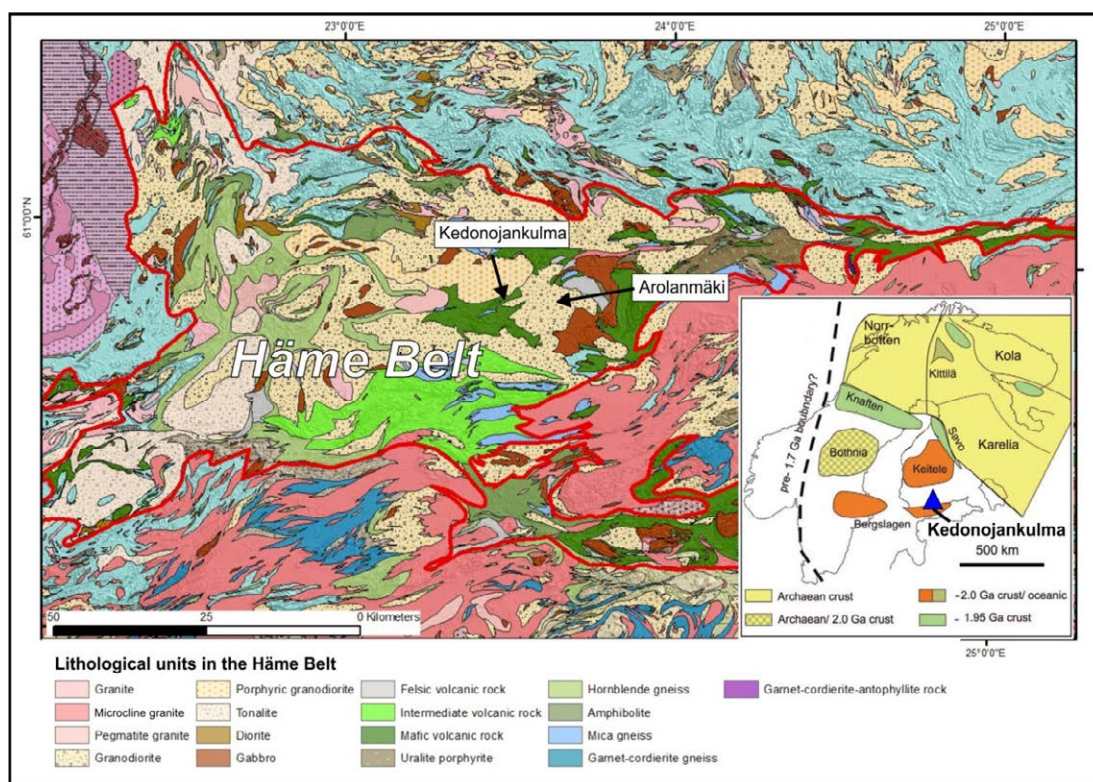 23°0'0"E
24°0'0"E
25°0'0"E
61°0'0"N
Kedonojankulma
Arolanmäki
Häme Belt
pre- 1.7 Ga boubndary?
Norr-
botten
Kola
Kittilä
Knaften
Savo
Karelia
Bothnia
Keitele
Bergslagen
Kedonojankulma
500 km
Archaean crust
~2.0 Ga crust/ oceanic
Archaean/ 2.0 Ga crust
~ 1.95 Ga crust
50 25 0 Kilometers
25°0'0"E
Lithological units in the Häme Belt
Granite
Microcline granite
Pegmatite granite
Granodiorite
Porphyric granodiorite
Tonalite
Diorite
Gabbro
Felsic volcanic rock
Intermediate volcanic rock
Mafic volcanic rock
Uralite porphyrite
Hornblende gneiss
Amphibolite
Mica gneiss
Garnet-cordierite gneiss
Garnet-cordierite-antophyllite rock